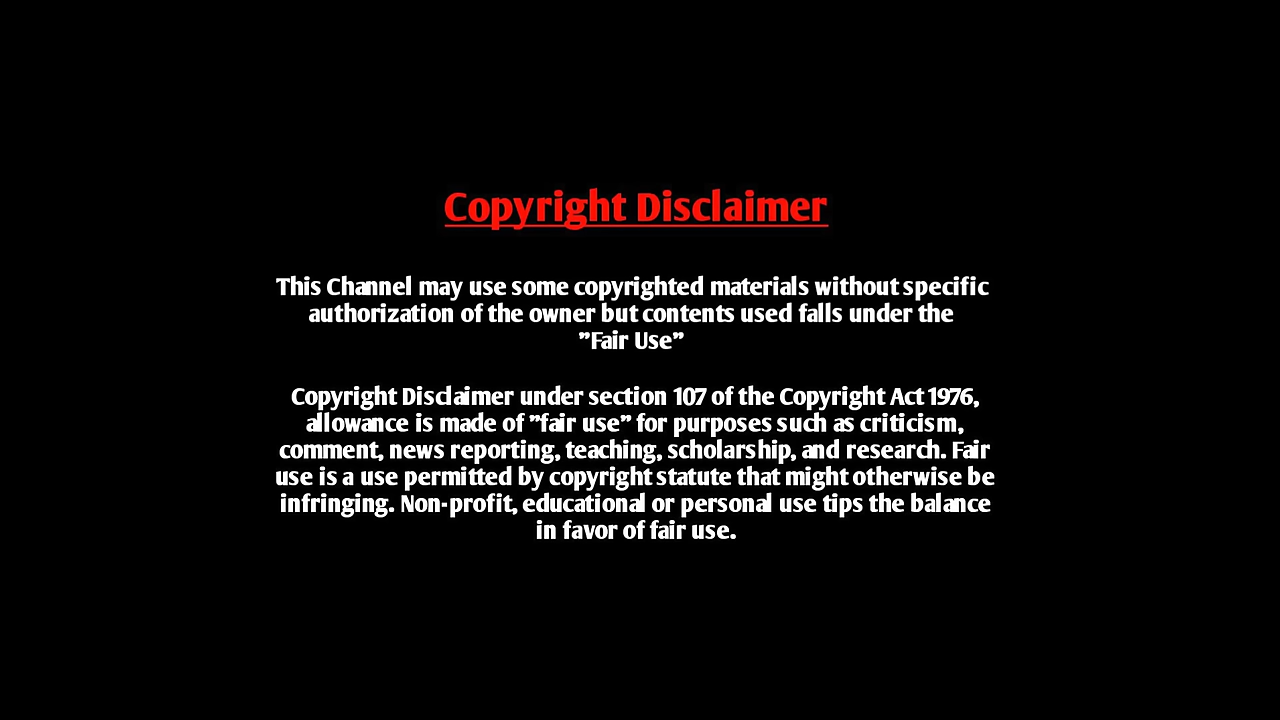 Copyright Disclaimer
This Channel may use some copyrighted materials without specific
authorization of the owner but contents used falls under the
”Fair Use”
Copyright Disclaimer under section 107 of the Copyright Act 1976,
allowance is made of ”fair use” for purposes such as criticism,
comment, news reporting, teaching, scholarship, and research. Fair
use is a use permitted by copyright statute that might otherwise be
infringing. Non-profit, educational or personal use tips the balance
in favor of fair use.